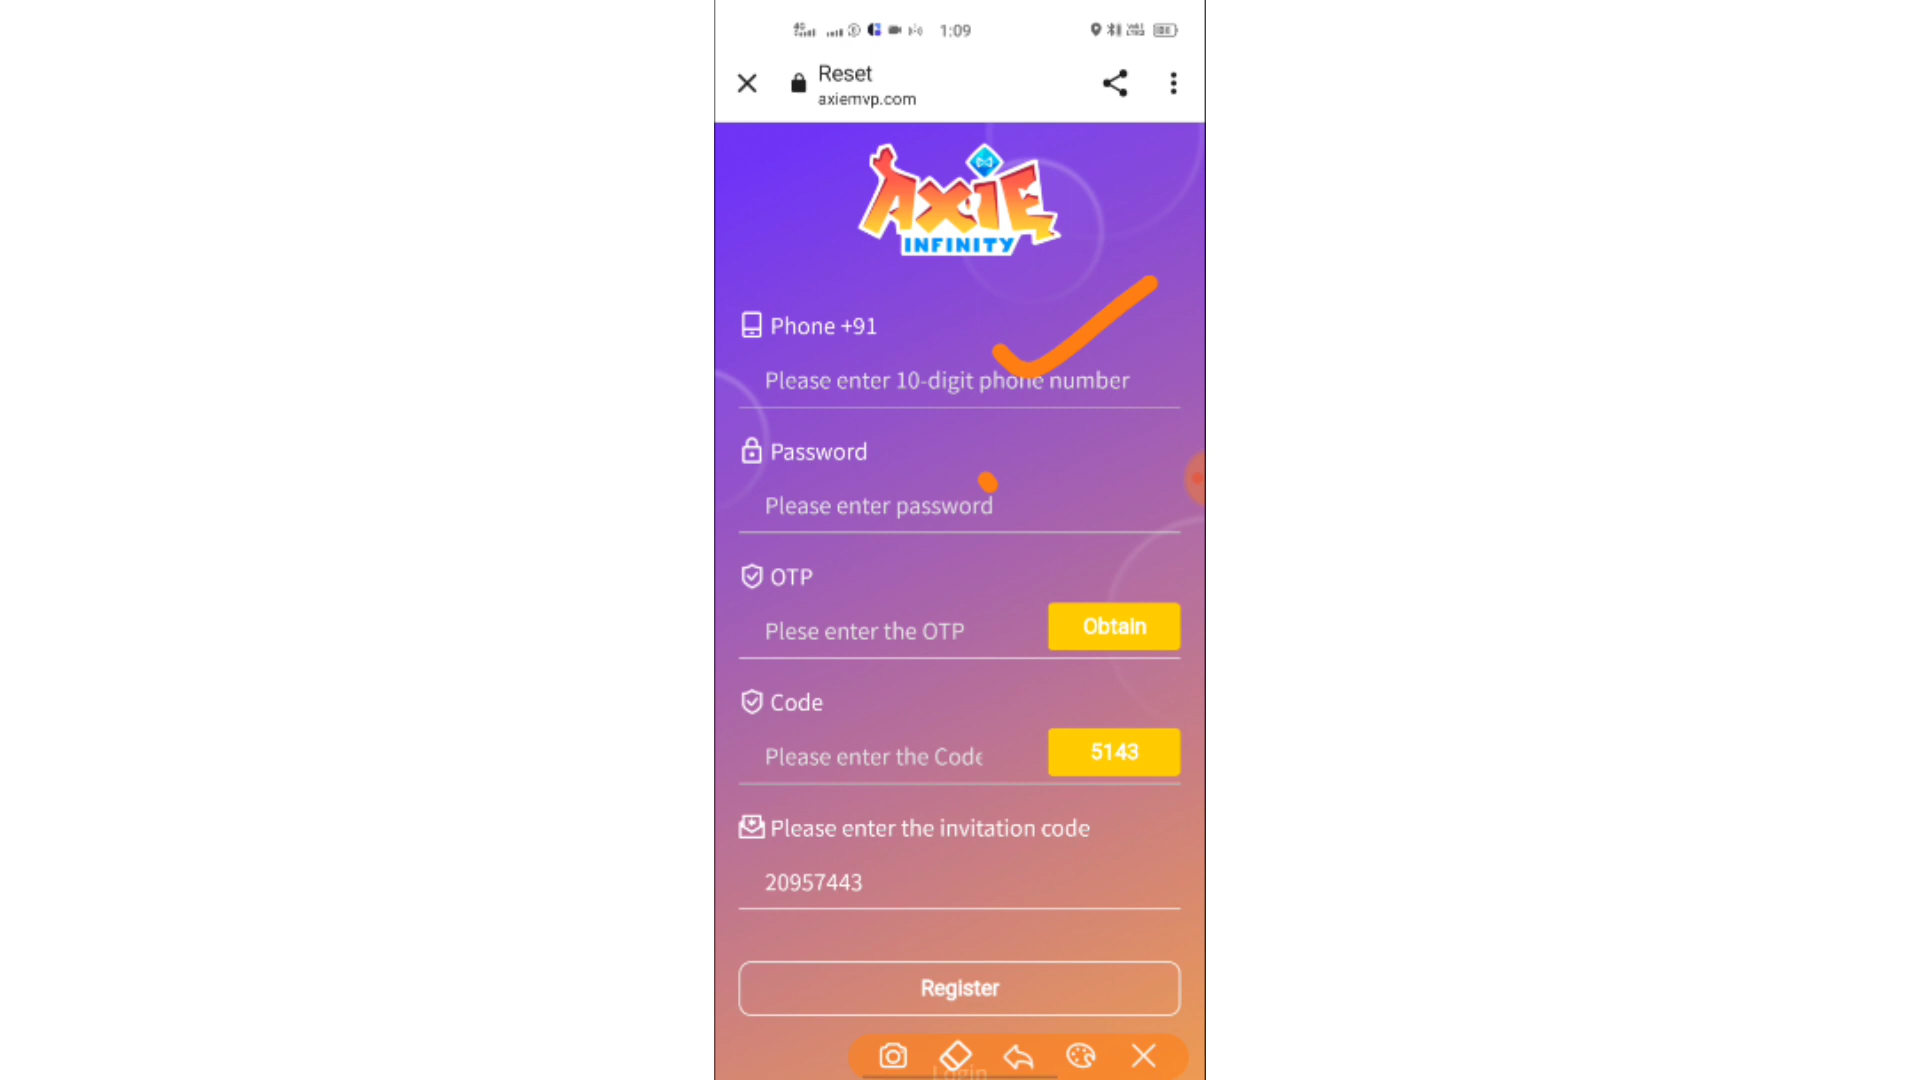 1:09
Reset
axiemvp.com
AXIE
INFINITY
Phone +91
Please enter 10-digit phone number
Password
Please enter password
OTP
Plese enter the OTP
Obtain
Code
Please enter the Code
5143
Please enter the invitation code
20957443
Register
Login